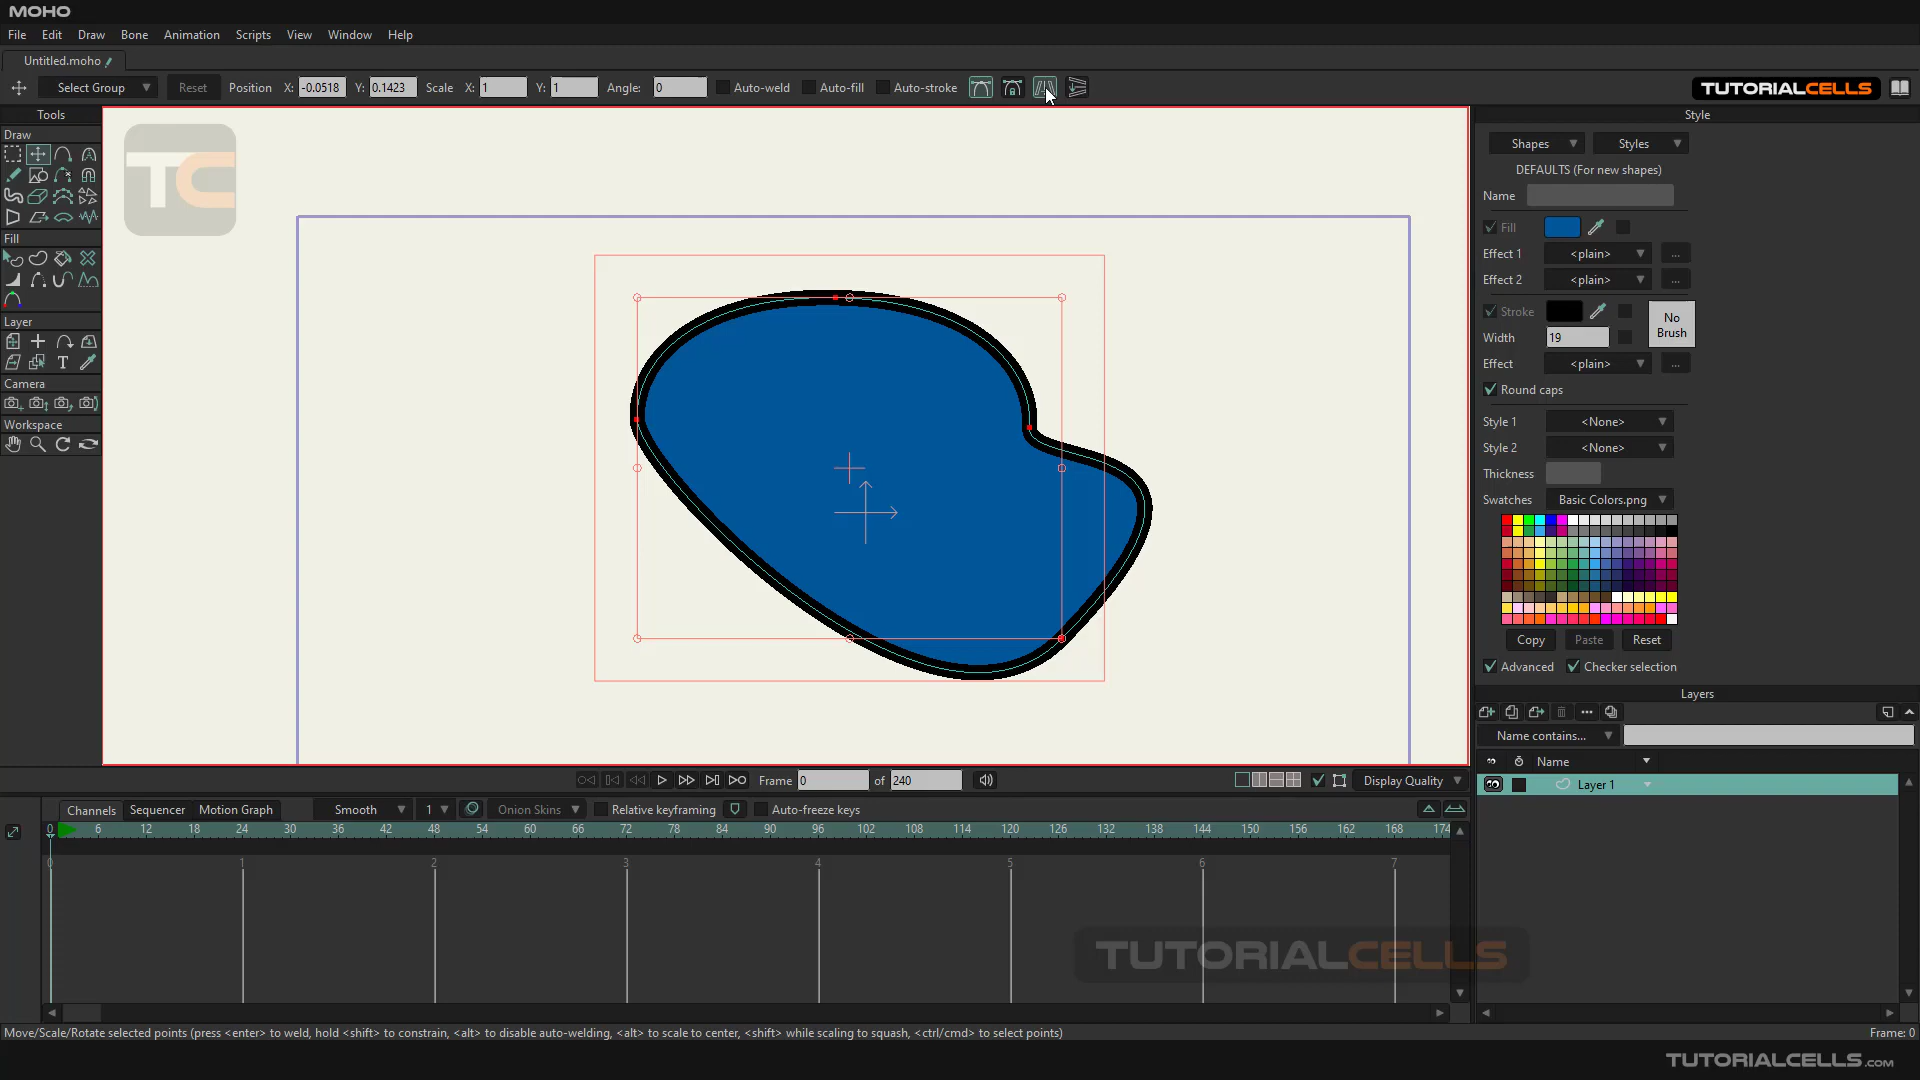 MOHO
File Edit Draw Bone Animation Scripts View Window Help
Untitled.moho
Select Group Reset Position X: -0.0518 Y: 0.1423 Scale X: 1 Y: 1 Angle: 0 Auto-weld Auto-fill Auto-stroke TUTORIALCELLS
Tools
Draw
Fill
Layer
Camera
Workspace
TC
Style
Shapes Styles
DEFAULTS (For new shapes)
Name
Fill
Effect 1 <plain> ...
Effect 2 <plain> ...
Stroke
No
Brush
Width 19
Effect <plain> ...
Round caps
Style 1 <None>
Style 2 <None>
Thickness
Swatches Basic Colors.png
Copy Paste Reset
Advanced Checker selection
Layers
Name contains...
Name
Layer 1
Frame 0 of 240 Display Quality
Channels Sequencer Motion Graph Smooth 1 Onion Skins Relative keyframing Auto-freeze keys
0 6 12 18 24 30 36 42 48 54 60 66 72 78 84 90 96 102 108 114 120 126 132 138 144 150 156 162 168 174
0 1 2 3 4 5 6 7
TUTORIALCELLS
Move/Scale/Rotate selected points (press <enter> to weld, hold <shift> to constrain, <alt> to disable auto-welding, <alt> to scale to center, <shift> while scaling to squash, <ctrl/cmd> to select points) Frame: 0
TUTORIALCELLS.COM